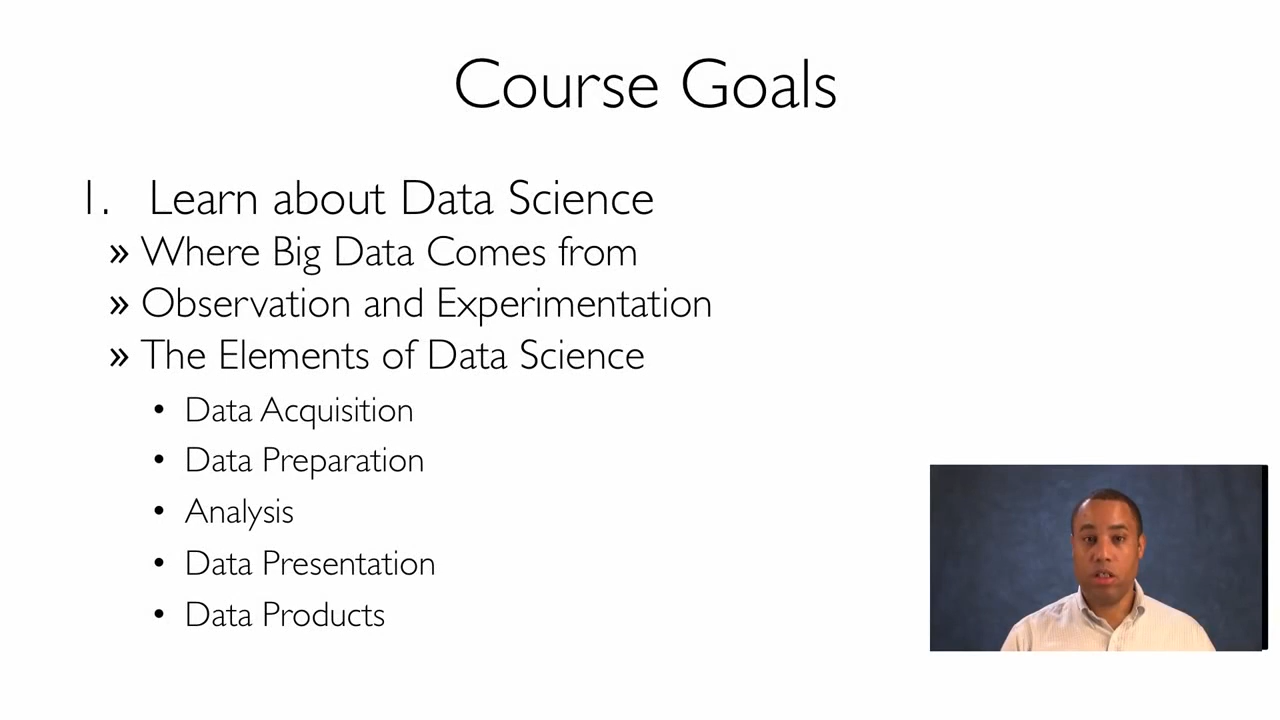 Course Goals
1. Learn about Data Science
» Where Big Data Comes from
» Observation and Experimentation
» The Elements of Data Science
• Data Acquisition
• Data Preparation
• Analysis
• Data Presentation
• Data Products